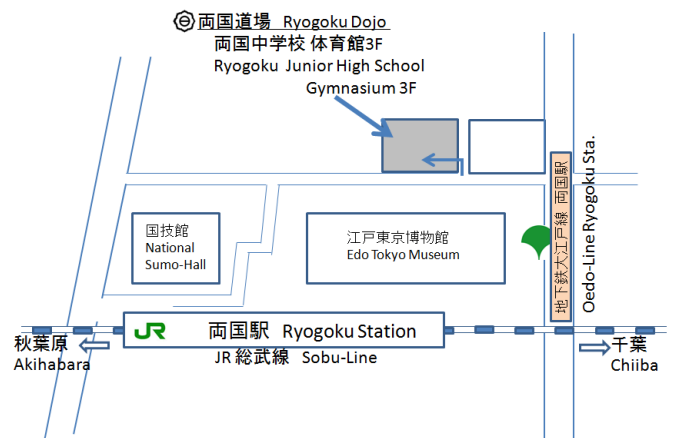 両国道場 Ryogoku Dojo
両国中学校 体育館3F
Ryogoku Junior High School
Gymnasium 3F
国技館
National
Sumo-Hall
江戸東京博物館
Edo Tokyo Museum
地下鉄大江戸線 両国駅
Oedo-Line Ryogoku Sta.
JR 両国駅 Ryogoku Station
JR 総武線 Sobu-Line
秋葉原
Akihabara
千葉
Chiiba